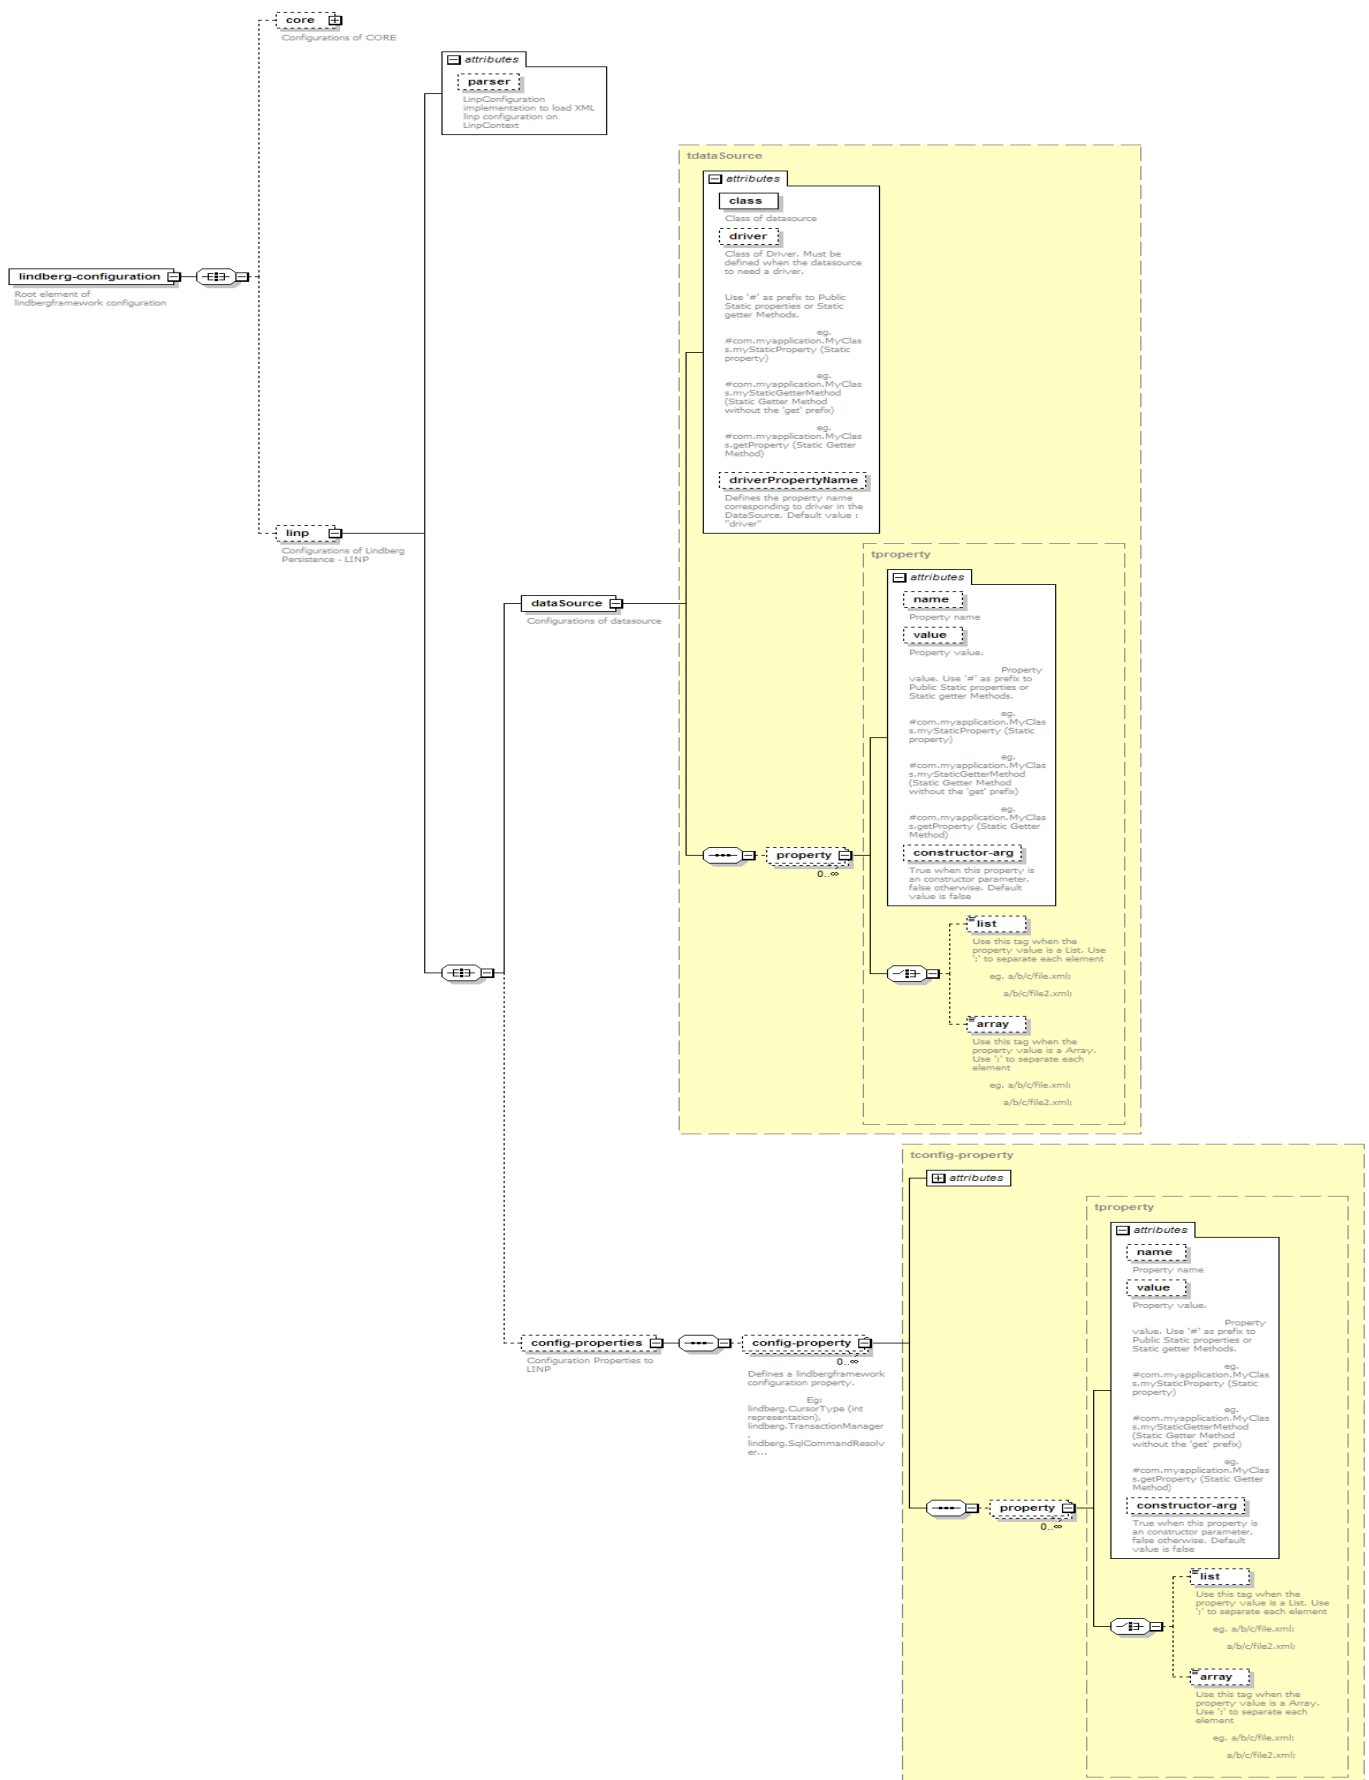 core
Configurations of CORE
attributes
parser
LinpConfiguration
implementation to load XML
linp configuration on
LinpContext
tdataSource
attributes
class
Class of datasource
driver
Class of Driver. Must be
defined when the datasource
to need a driver.
Use '#' as prefix to Public
Static properties or Static
getter Methods.
eg.
#com.myapplication.MyClas
s.myStaticProperty (Static
property)
eg.
#com.myapplication.MyClas
s.myStaticGetterMethod
(Static Getter Method
without the 'get' prefix)
eg.
#com.myapplication.MyClas
s.getProperty (Static Getter
Method)
driverPropertyName
Defines the property name
corresponding to driver in the
DataSource. Default value :
"driver"
lindberg-configuration
Root element of
lindbergframework configuration
linp
Configurations of Lindberg
Persistence - LINP
dataSource
Configurations of datasource
tproperty
attributes
name
Property name
value
Property value.
Property
value. Use '#' as prefix to
Public Static properties or
Static getter Methods.
eg.
#com.myapplication.MyClas
s.myStaticProperty (Static
property)
eg.
#com.myapplication.MyClas
s.myStaticGetterMethod
(Static Getter Method
without the 'get' prefix)
eg.
#com.myapplication.MyClas
s.getProperty (Static Getter
Method)
constructor-arg
True when this property is
an constructor parameter,
false otherwise. Default
value is false
property
0..∞
list
Use this tag when the
property value is a List. Use
';' to separate each element
eg. a/b/c/file.xml;
a/b/c/file2.xml;
array
Use this tag when the
property value is a Array.
Use ';' to separate each
element
eg. a/b/c/file.xml;
a/b/c/file2.xml;
tconfig-property
attributes
config-properties
Configuration Properties to
LINP
config-property
0..∞
Defines a lindbergframework
configuration property.
Eg:
lindberg.CursorType (int
representation),
lindberg.TransactionManager
,
lindberg.SqlCommandResolv
er...
tproperty
attributes
name
Property name
value
Property value.
Property
value. Use '#' as prefix to
Public Static properties or
Static getter Methods.
eg.
#com.myapplication.MyClas
s.myStaticProperty (Static
property)
eg.
#com.myapplication.MyClas
s.myStaticGetterMethod
(Static Getter Method
without the 'get' prefix)
eg.
#com.myapplication.MyClas
s.getProperty (Static Getter
Method)
constructor-arg
True when this property is
an constructor parameter,
false otherwise. Default
value is false
property
0..∞
list
Use this tag when the
property value is a List. Use
';' to separate each element
eg. a/b/c/file.xml;
a/b/c/file2.xml;
array
Use this tag when the
property value is a Array.
Use ';' to separate each
element
eg. a/b/c/file.xml;
a/b/c/file2.xml;